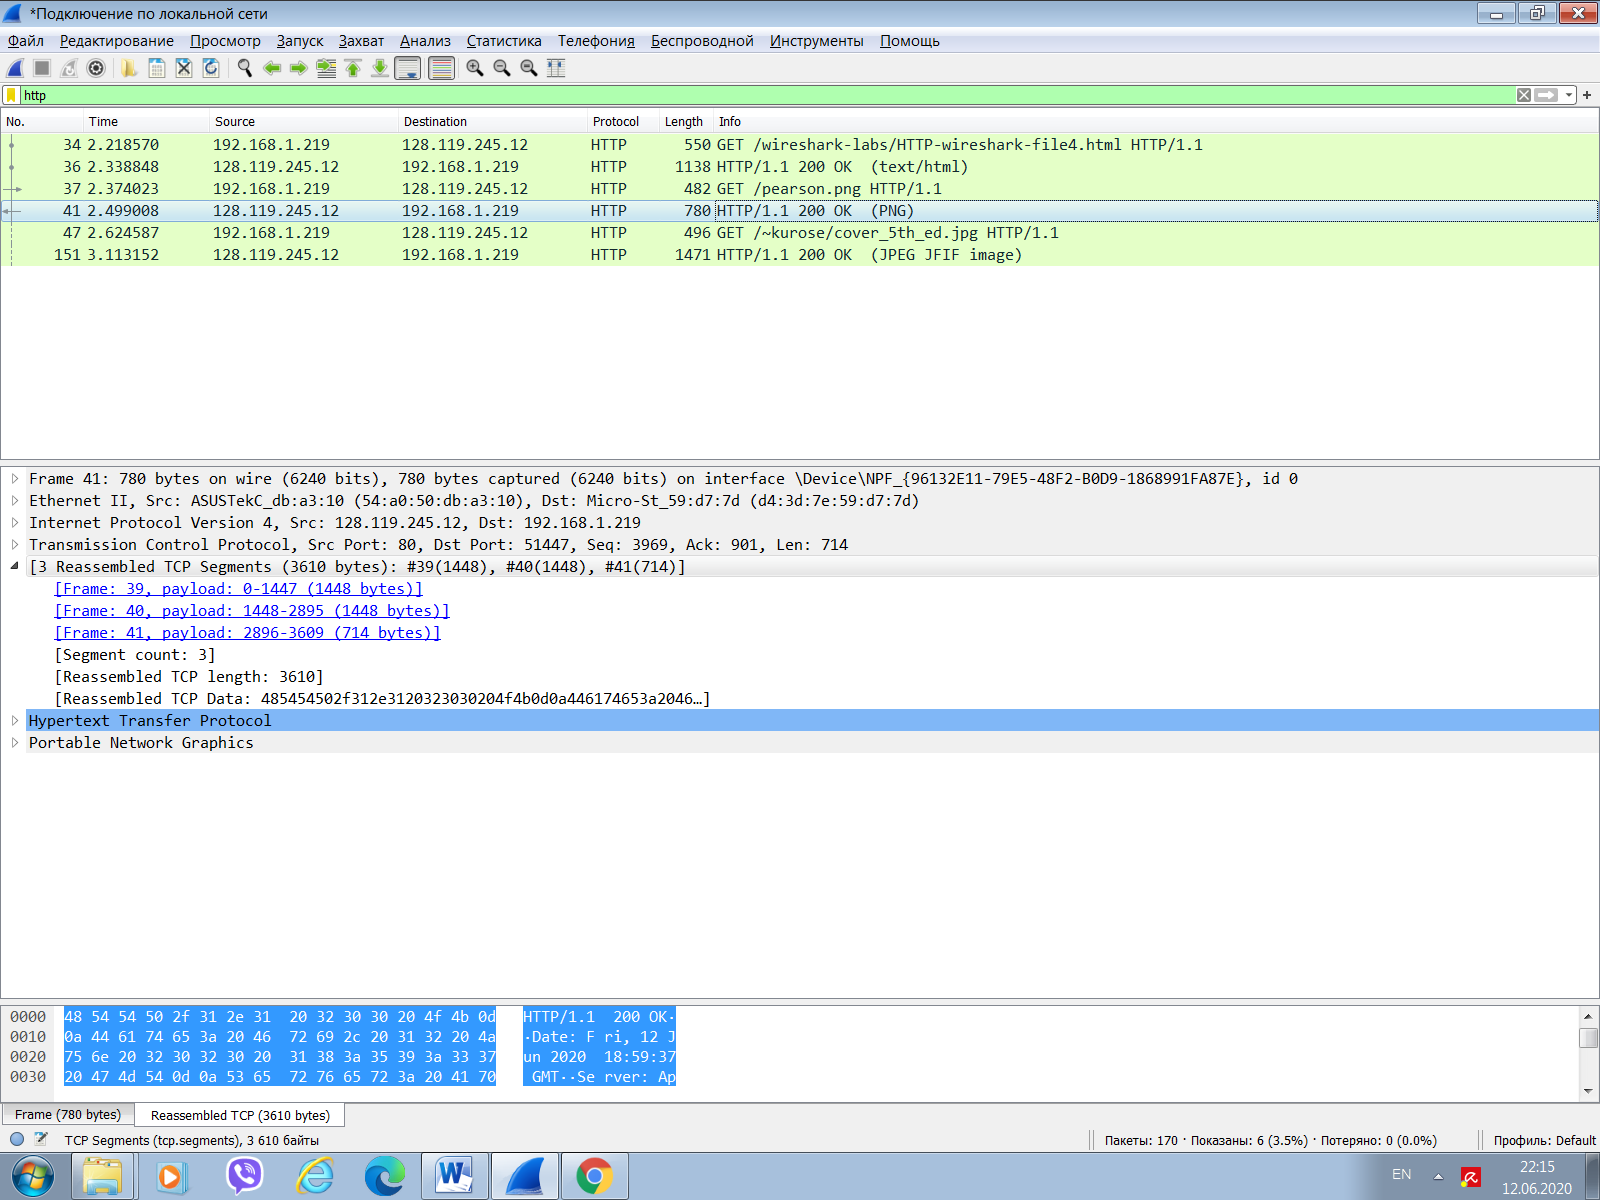 *Подключение по локальной сети
Файл Редактирование Просмотр Запуск Захват Анализ Статистика Телефония Беспроводной Инструменты Помощь
http
No. Time Source Destination Protocol Length Info
34 2.218570 192.168.1.219 128.119.245.12 HTTP 550 GET /wireshark-labs/HTTP-wireshark-file4.html HTTP/1.1
36 2.338848 128.119.245.12 192.168.1.219 HTTP 1138 HTTP/1.1 200 OK (text/html)
37 2.374023 192.168.1.219 128.119.245.12 HTTP 482 GET /pearson.png HTTP/1.1
41 2.499008 128.119.245.12 192.168.1.219 HTTP 780 HTTP/1.1 200 OK (PNG)
47 2.624587 192.168.1.219 128.119.245.12 HTTP 496 GET /~kurose/cover_5th_ed.jpg HTTP/1.1
151 3.113152 128.119.245.12 192.168.1.219 HTTP 1471 HTTP/1.1 200 OK (JPEG JFIF image)
Frame 41: 780 bytes on wire (6240 bits), 780 bytes captured (6240 bits) on interface \Device\NPF_{96132E11-79E5-48F2-B0D9-1868991FA87E}, id 0
Ethernet II, Src: ASUSTekC_db:a3:10 (54:a0:50:db:a3:10), Dst: Micro-St_59:d7:7d (d4:3d:7e:59:d7:7d)
Internet Protocol Version 4, Src: 128.119.245.12, Dst: 192.168.1.219
Transmission Control Protocol, Src Port: 80, Dst Port: 51447, Seq: 3969, Ack: 901, Len: 714
[3 Reassembled TCP Segments (3610 bytes): #39(1448), #40(1448), #41(714)]
[Frame: 39, payload: 0-1447 (1448 bytes)]
[Frame: 40, payload: 1448-2895 (1448 bytes)]
[Frame: 41, payload: 2896-3609 (714 bytes)]
[Segment count: 3]
[Reassembled TCP length: 3610]
[Reassembled TCP Data: 485454502f312e3120323030204f4b0d0a446174653a2046…]
Hypertext Transfer Protocol
Portable Network Graphics
0000 48 54 54 50 2f 31 2e 31 20 32 30 30 20 4f 4b 0d HTTP/1.1 200 OK·
0010 0a 44 61 74 65 3a 20 46 72 69 2c 20 31 32 20 4a ·Date: F ri, 12 J
0020 75 6e 20 32 30 32 30 20 31 38 3a 35 39 3a 33 37 un 2020 18:59:37
0030 20 47 4d 54 0d 0a 53 65 72 76 65 72 3a 20 41 70 GMT··Se rver: Ap
Frame (780 bytes) Reassembled TCP (3610 bytes)
TCP Segments (tcp.segments), 3 610 байты Пакеты: 170 · Показаны: 6 (3.5%) · Потеряно: 0 (0.0%) Профиль: Default
EN 22:15
12.06.2020